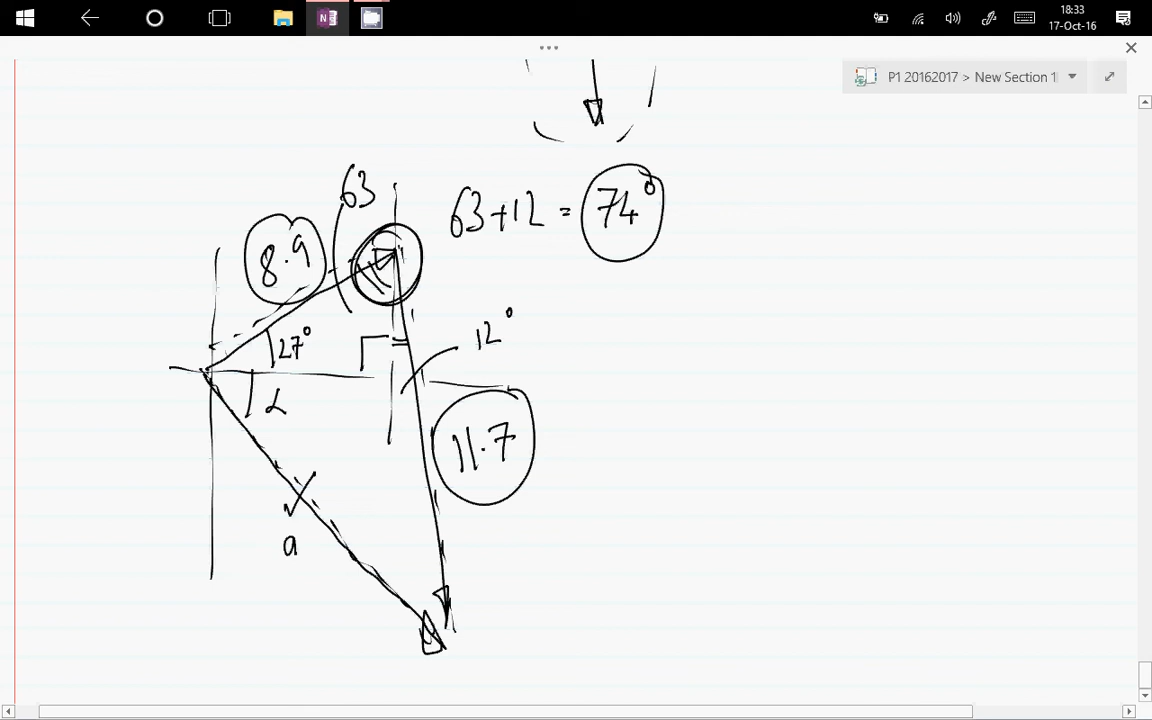 18:33
17-Oct-16
P1 20162017 > New Section 1
63
63+12 = 74°
8.9
27°
12°
α
11.7
a